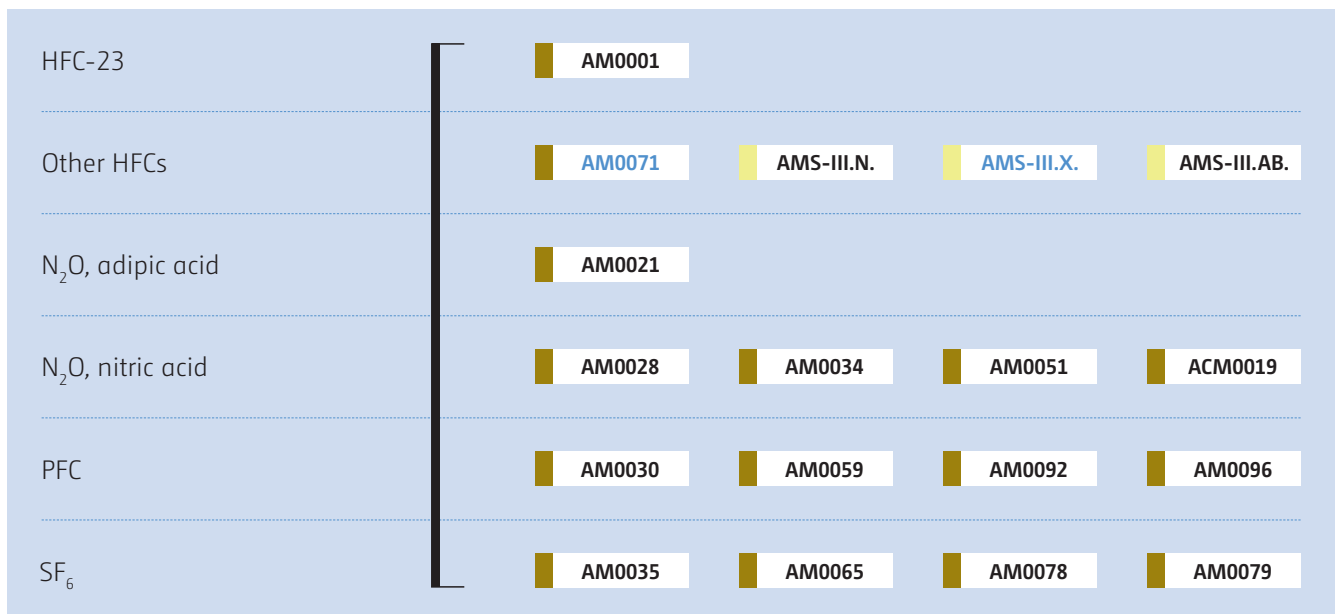 HFC-23 AM0001
Other HFCs AM0071 AMS-III.N. AMS-III.X. AMS-III.AB.
N₂O, adipic acid AM0021
N₂O, nitric acid AM0028 AM0034 AM0051 ACM0019
PFC AM0030 AM0059 AM0092 AM0096
SF₆ AM0035 AM0065 AM0078 AM0079